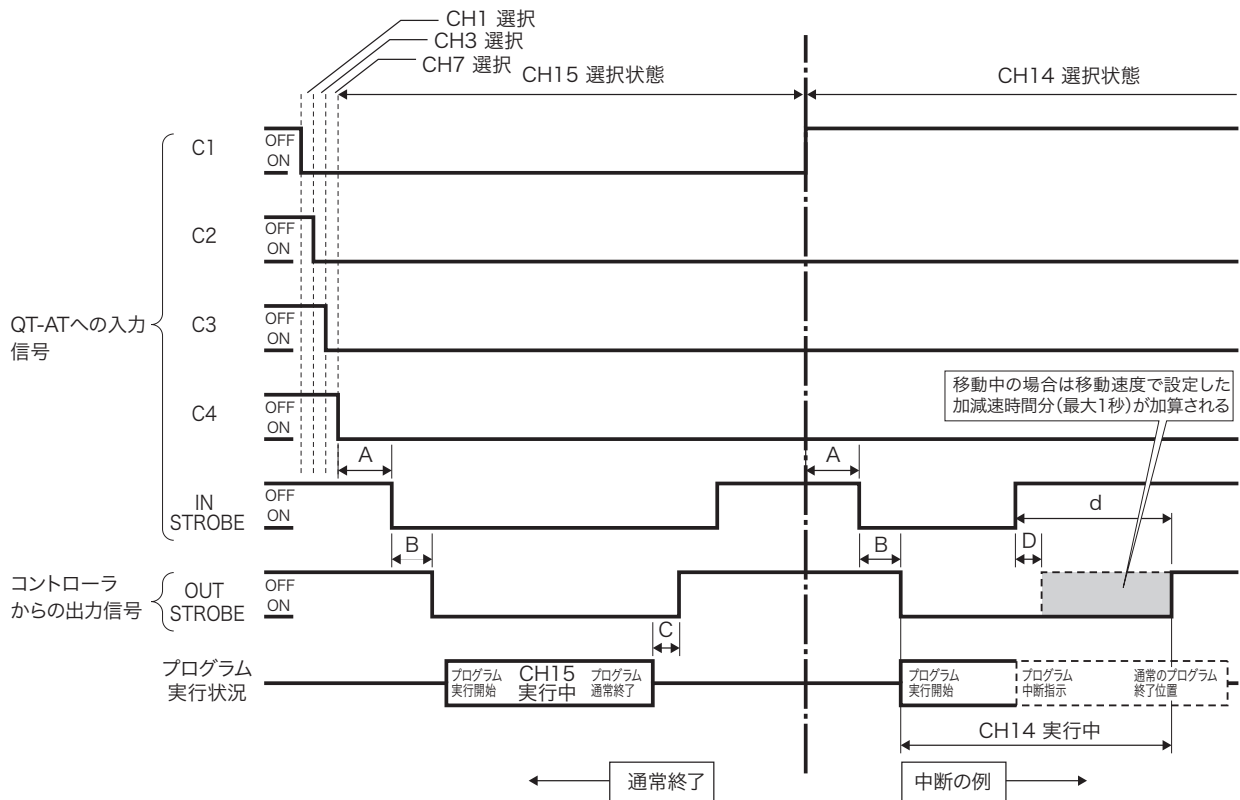 CH1 選択
CH3 選択
CH7 選択
CH15 選択状態
CH14 選択状態
C1
OFF
ON
C2
OFF
ON
QT-ATへの入力
信号
C3
OFF
ON
移動中の場合は移動速度で設定した
加減速時間分(最大1秒)が加算される
C4
OFF
ON
A
A
IN
STROBE
OFF
ON
d
B
B
D
コントローラ
からの出力信号
OUT
STROBE
OFF
ON
C
プログラム
実行状況
プログラム
実行開始
CH15
実行中
プログラム
通常終了
プログラム
実行開始
プログラム
中断指示
通常のプログラム
終了位置
CH14 実行中
通常終了
中断の例